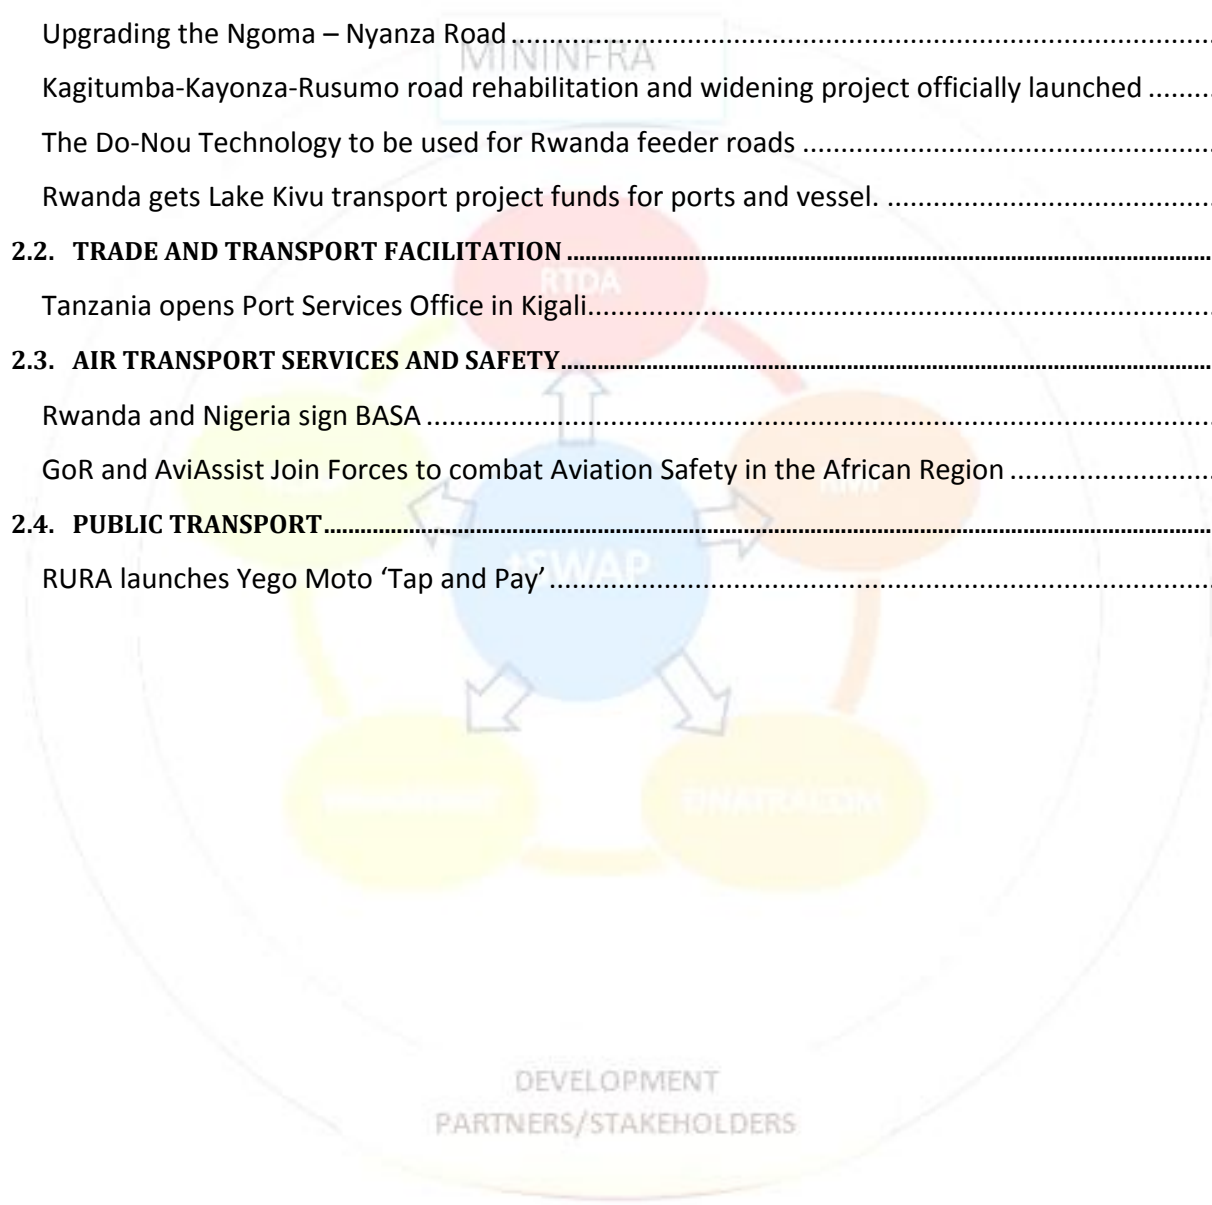 MININFRA
Upgrading the Ngoma – Nyanza Road ........................................................................................................
Kagitumba-Kayonza-Rusumo road rehabilitation and widening project officially launched .........
The Do-Nou Technology to be used for Rwanda feeder roads ........................................................
Rwanda gets Lake Kivu transport project funds for ports and vessel. .............................................
2.2. TRADE AND TRANSPORT FACILITATION ........................................................................................
RTDA
Tanzania opens Port Services Office in Kigali....................................................................................
2.3. AIR TRANSPORT SERVICES AND SAFETY........................................................................................
Rwanda and Nigeria sign BASA ........................................................................................................
GoR and AviAssist Join Forces to combat Aviation Safety in the African Region ........................
2.4. PUBLIC TRANSPORT........................................................................................................................
tSWAP
RURA launches Yego Moto ‘Tap and Pay’ ........................................................................................
ONATRACOM
DEVELOPMENT
PARTNERS/STAKEHOLDERS